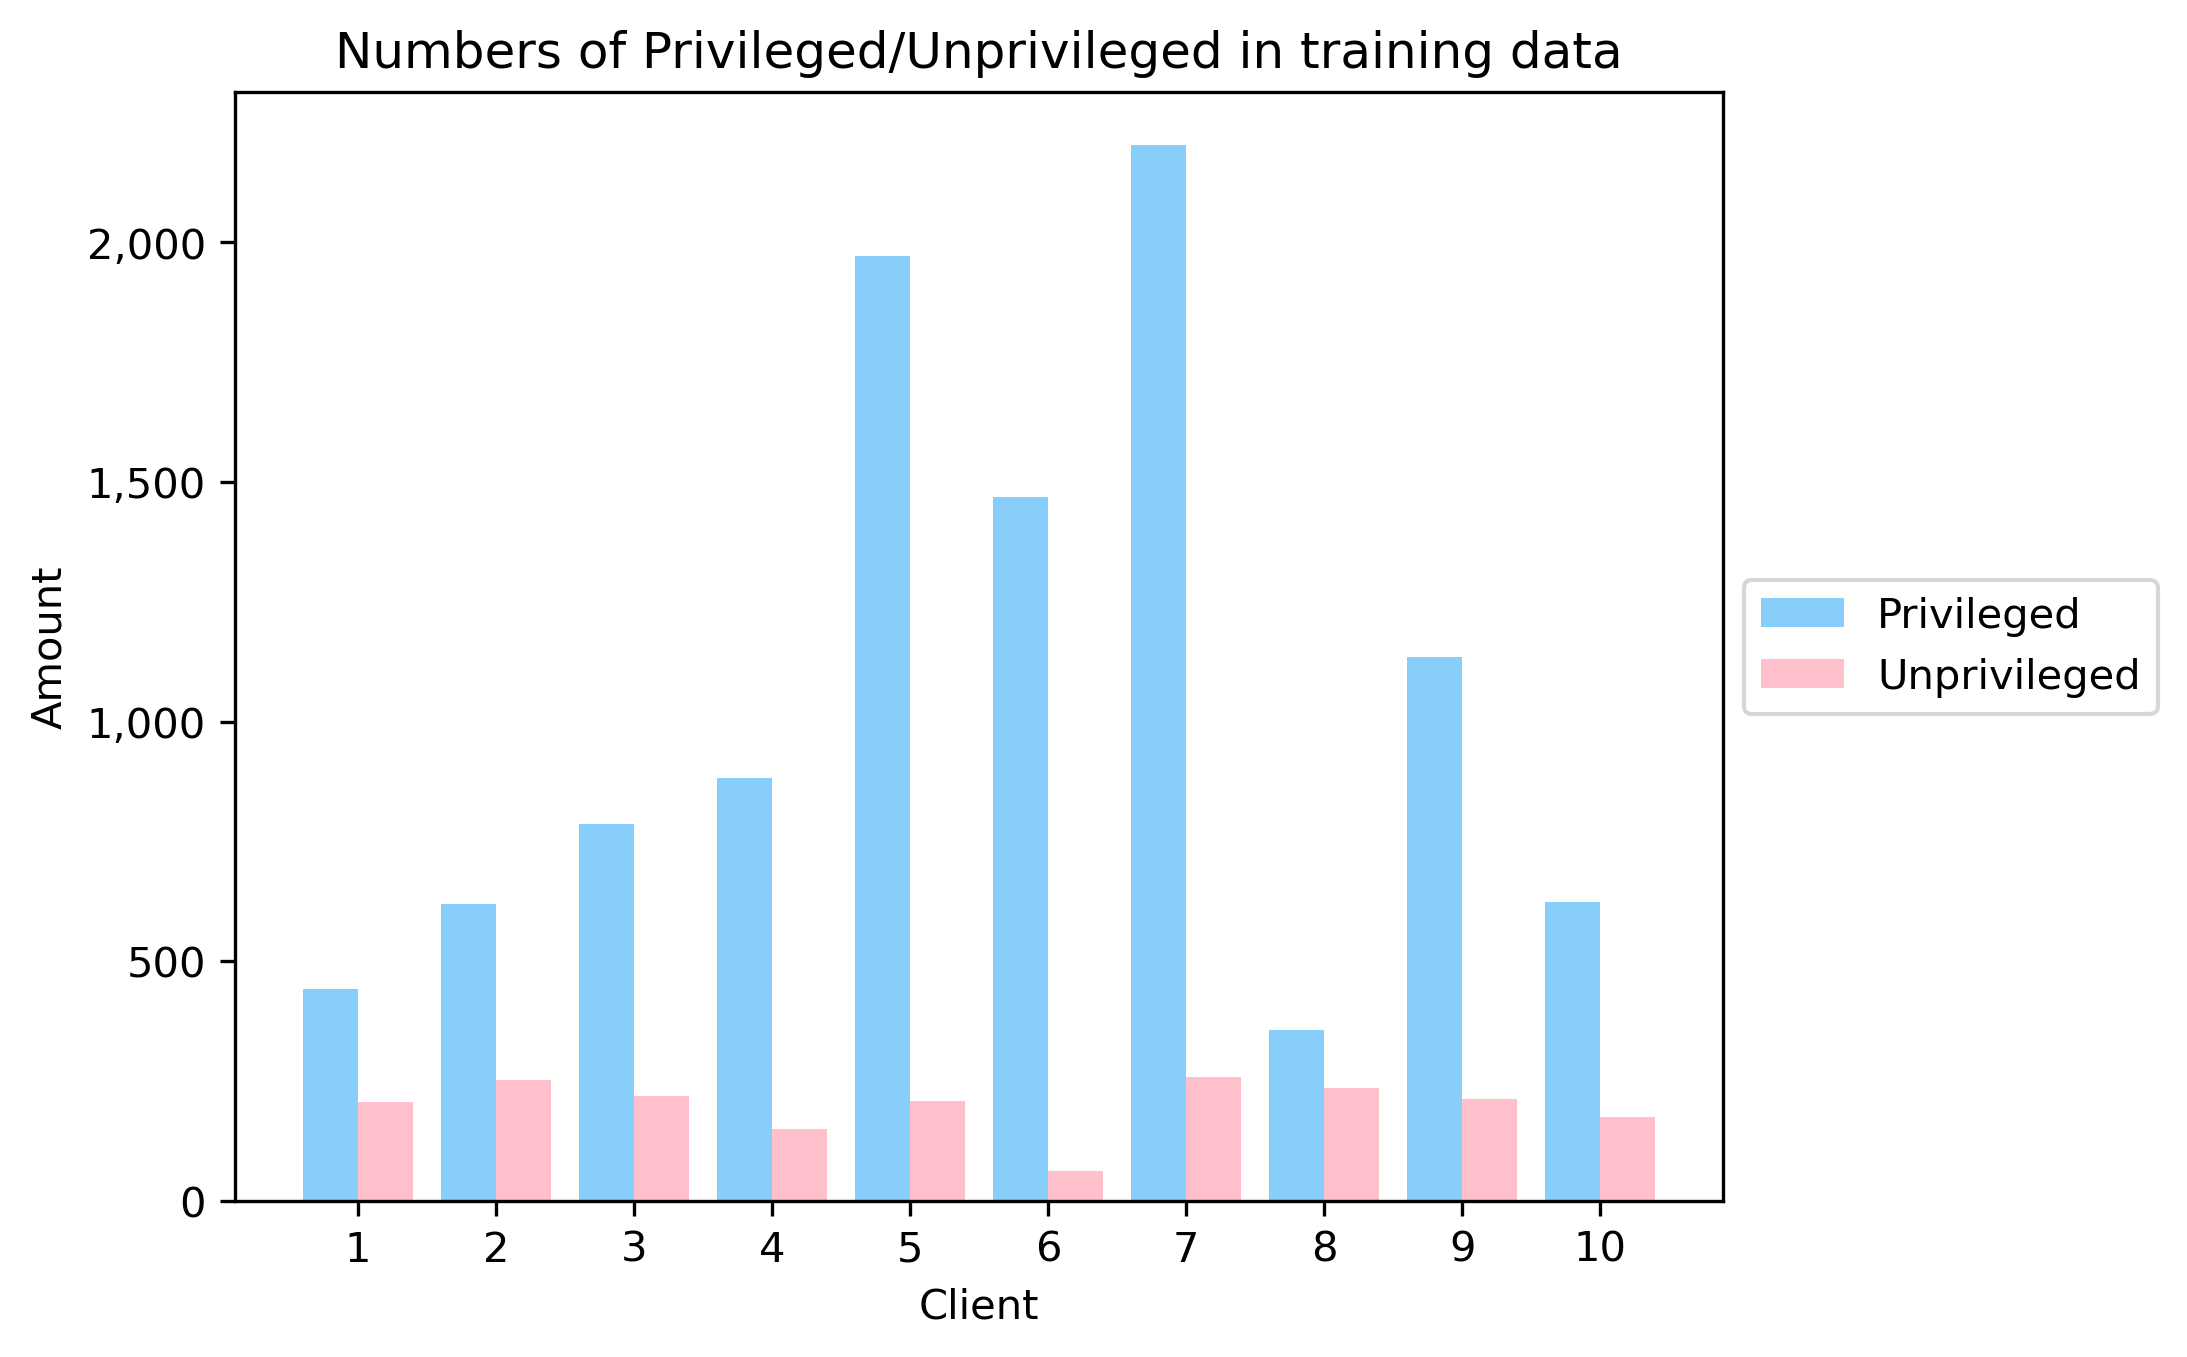 Numbers of Privileged/Unprivileged in training data
2,000
1,500
1,000
500
0
Amount
1 2 3 4 5 6 7 8 9 10
Client
Privileged
Unprivileged